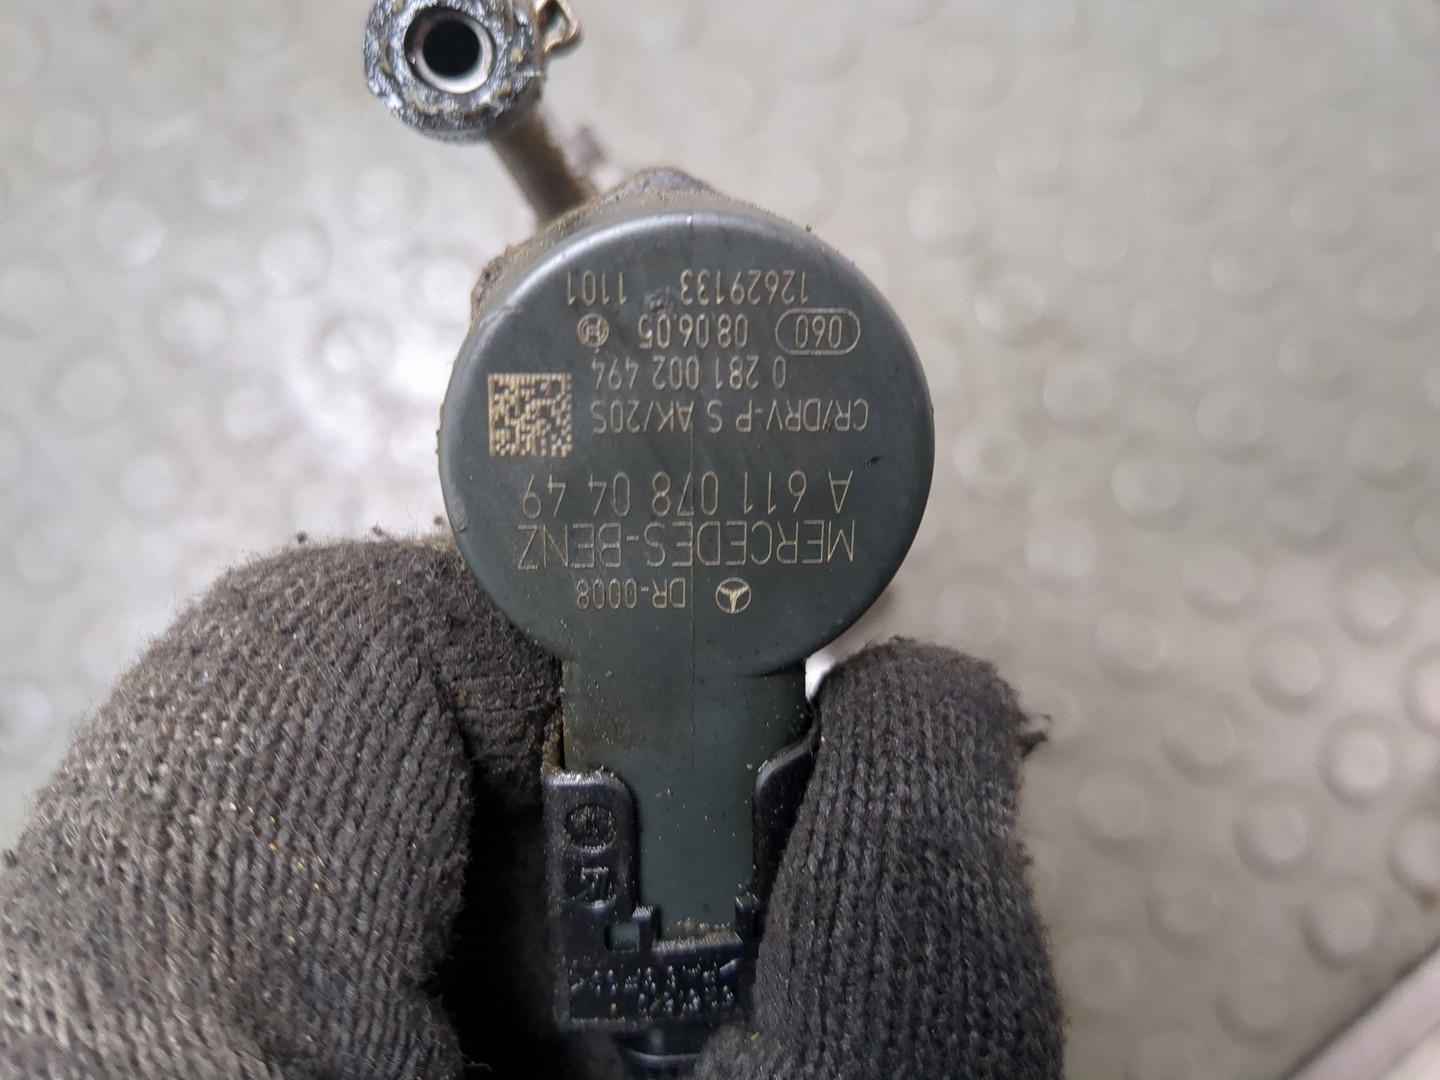 DR-0008
MERCEDES-BENZ
A 611 078 04 49
CR/DRV-P S AK/20S
0 281 002 494
060 08.06.05
12629133 1101